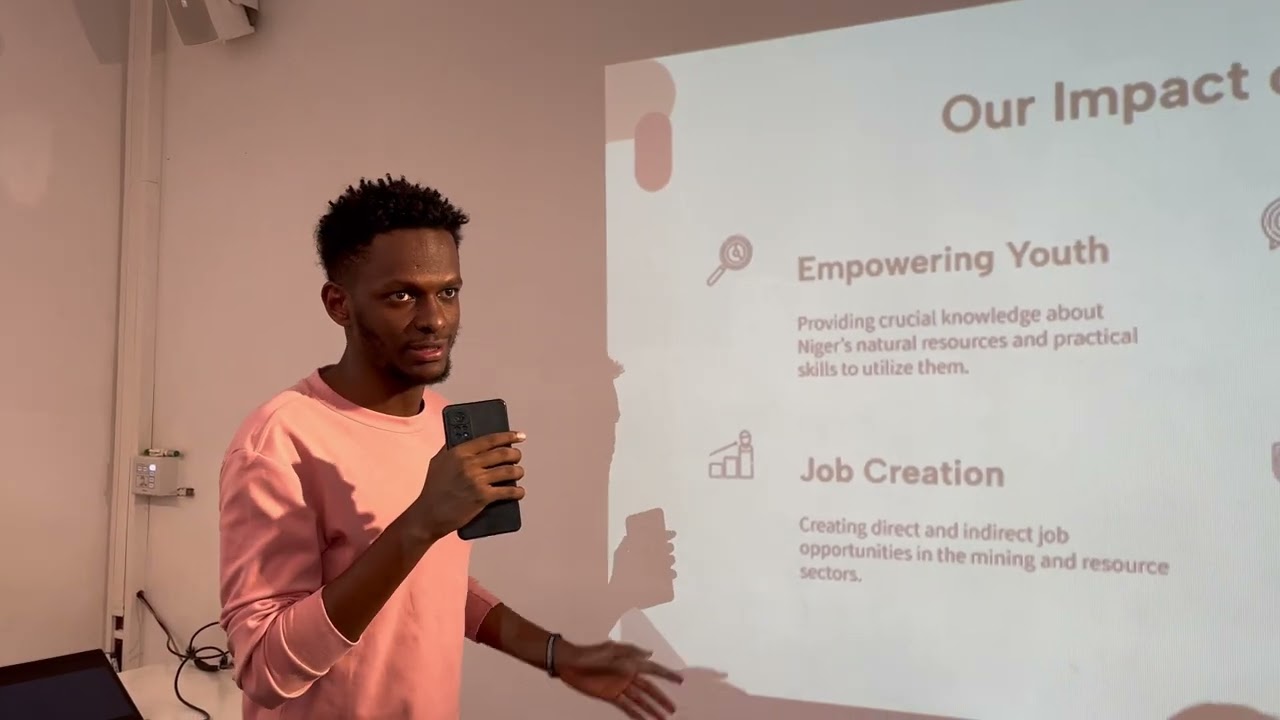 Our Impact
Empowering Youth
Providing crucial knowledge about
Niger's natural resources and practical
skills to utilize them.
Job Creation
Creating direct and indirect job
opportunities in the mining and resource
sectors.